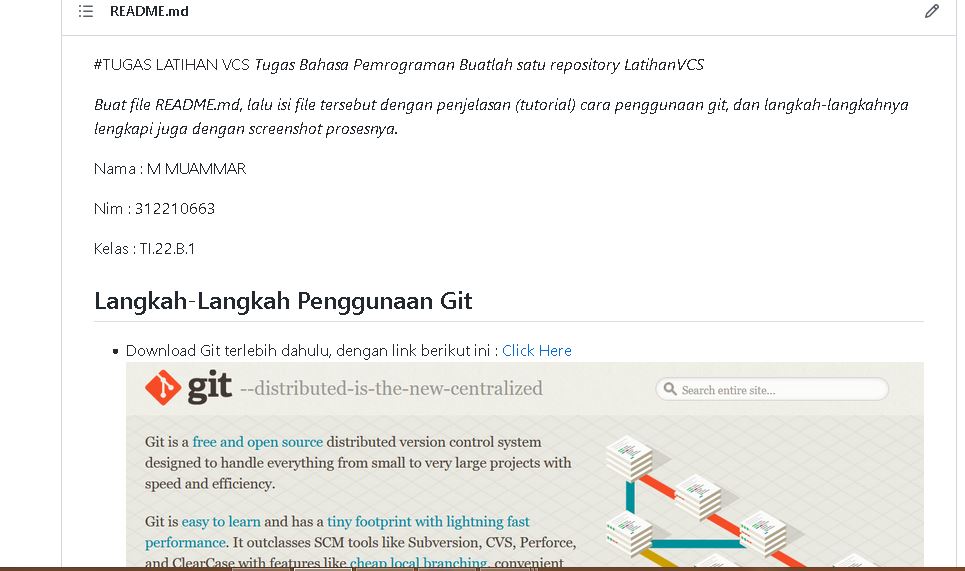 README.md
#TUGAS LATIHAN VCS Tugas Bahasa Pemrograman Buatlah satu repository LatihanVCS
Buat file README.md, lalu isi file tersebut dengan penjelasan (tutorial) cara penggunaan git, dan langkah-langkahnya
lengkapi juga dengan screenshot prosesnya.
Nama : M MUAMMAR
Nim : 312210663
Kelas : TI.22.B.1
Langkah-Langkah Penggunaan Git
Download Git terlebih dahulu, dengan link berikut ini : Click Here
git --distributed-is-the-new-centralized
Search entire site...
Git is a free and open source distributed version control system
designed to handle everything from small to very large projects with
speed and efficiency.
Git is easy to learn and has a tiny footprint with lightning fast
performance. It outclasses SCM tools like Subversion, CVS, Perforce,
and ClearCase with features like cheap local branching, convenient